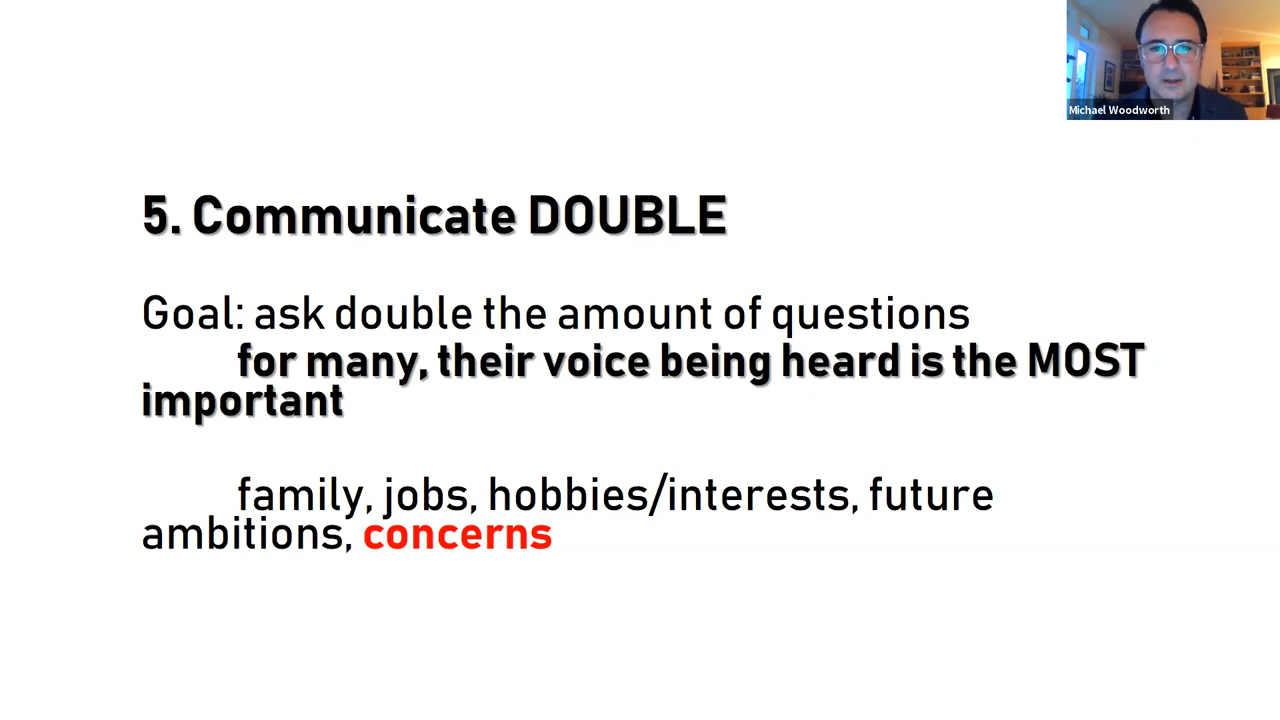 Michael Woodworth
5. Communicate DOUBLE
Goal: ask double the amount of questions
for many, their voice being heard is the MOST
important
family, jobs, hobbies/interests, future
ambitions, concerns